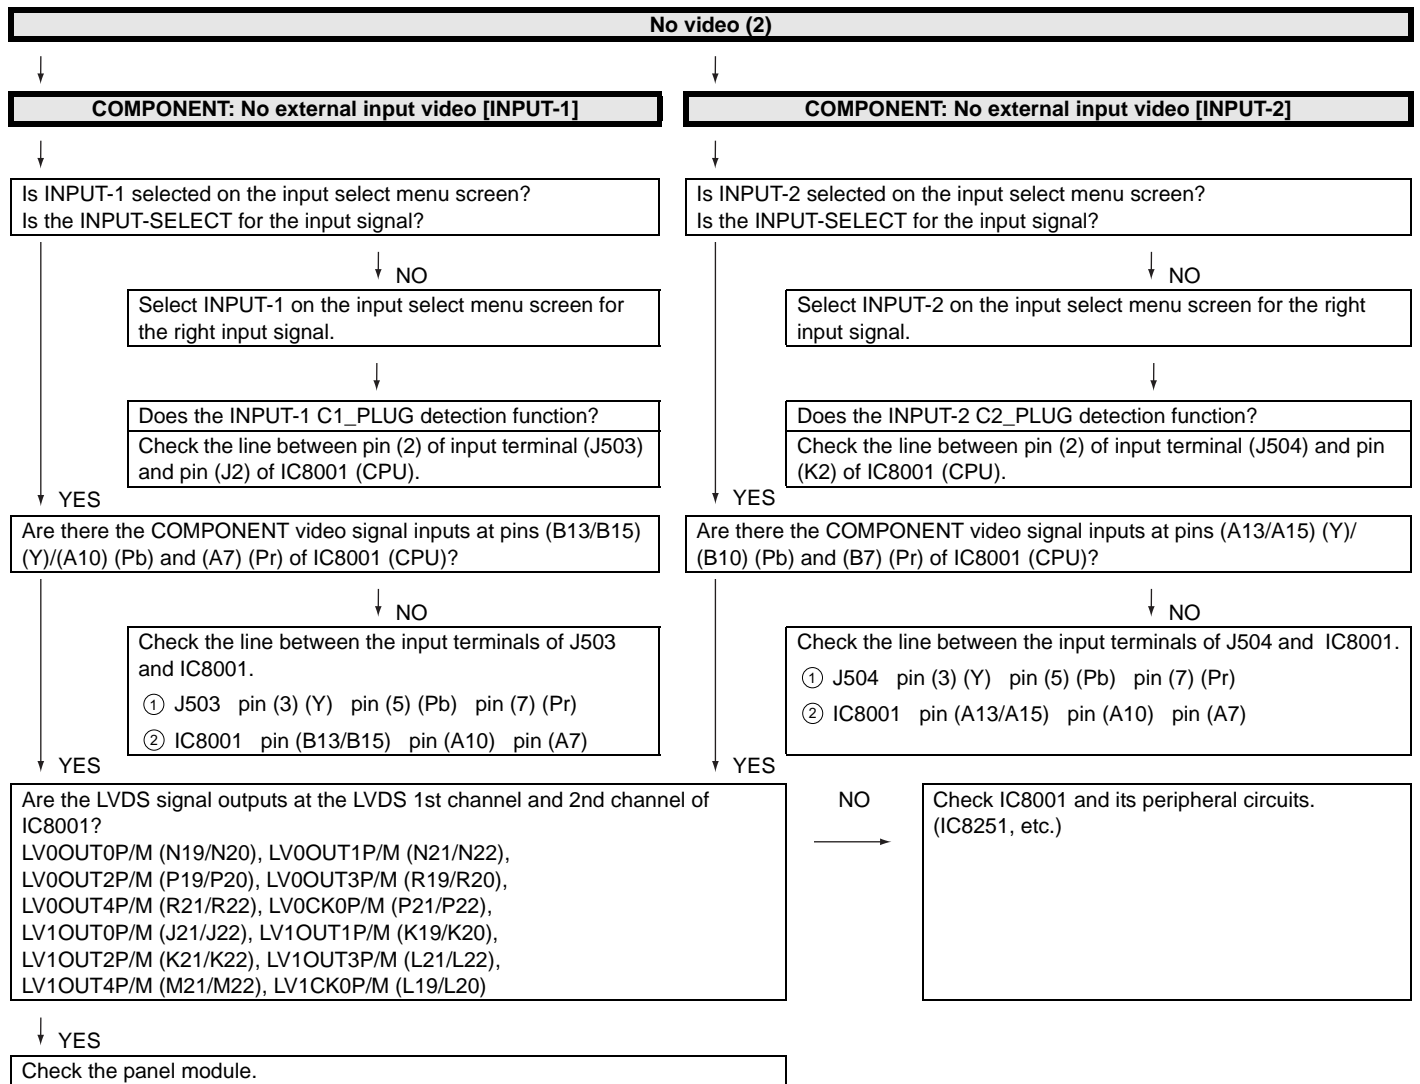 No video (2)
COMPONENT: No external input video [INPUT-1]
Is INPUT-1 selected on the input select menu screen?
Is the INPUT-SELECT for the input signal?
NO
Select INPUT-1 on the input select menu screen for
the right input signal.
Does the INPUT-1 C1_PLUG detection function?
Check the line between pin (2) of input terminal (J503)
and pin (J2) of IC8001 (CPU).
YES
Are there the COMPONENT video signal inputs at pins (B13/B15)
(Y)/(A10) (Pb) and (A7) (Pr) of IC8001 (CPU)?
NO
Check the line between the input terminals of J503
and IC8001.
① J503 pin (3) (Y) pin (5) (Pb) pin (7) (Pr)
② IC8001 pin (B13/B15) pin (A10) pin (A7)
YES
COMPONENT: No external input video [INPUT-2]
Is INPUT-2 selected on the input select menu screen?
Is the INPUT-SELECT for the input signal?
NO
Select INPUT-2 on the input select menu screen for the right
input signal.
Does the INPUT-2 C2_PLUG detection function?
Check the line between pin (2) of input terminal (J504) and pin
(K2) of IC8001 (CPU).
YES
Are there the COMPONENT video signal inputs at pins (A13/A15) (Y)/
(B10) (Pb) and (B7) (Pr) of IC8001 (CPU)?
NO
Check the line between the input terminals of J504 and IC8001.
① J504 pin (3) (Y) pin (5) (Pb) pin (7) (Pr)
② IC8001 pin (A13/A15) pin (A10) pin (A7)
YES
Are the LVDS signal outputs at the LVDS 1st channel and 2nd channel of
IC8001?
LV0OUT0P/M (N19/N20), LV0OUT1P/M (N21/N22),
LV0OUT2P/M (P19/P20), LV0OUT3P/M (R19/R20),
LV0OUT4P/M (R21/R22), LV0CK0P/M (P21/P22),
LV1OUT0P/M (J21/J22), LV1OUT1P/M (K19/K20),
LV1OUT2P/M (K21/K22), LV1OUT3P/M (L21/L22),
LV1OUT4P/M (M21/M22), LV1CK0P/M (L19/L20)
NO
Check IC8001 and its peripheral circuits.
(IC8251, etc.)
YES
Check the panel module.